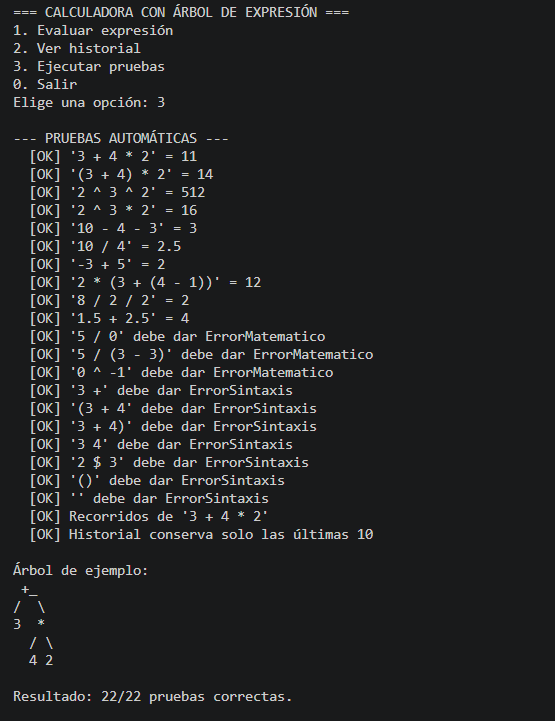 === CALCULADORA CON ÁRBOL DE EXPRESIÓN ===
1. Evaluar expresión
2. Ver historial
3. Ejecutar pruebas
0. Salir
Elige una opción: 3

--- PRUEBAS AUTOMÁTICAS ---
  [OK] '3 + 4 * 2' = 11
  [OK] '(3 + 4) * 2' = 14
  [OK] '2 ^ 3 ^ 2' = 512
  [OK] '2 ^ 3 * 2' = 16
  [OK] '10 - 4 - 3' = 3
  [OK] '10 / 4' = 2.5
  [OK] '-3 + 5' = 2
  [OK] '2 * (3 + (4 - 1))' = 12
  [OK] '8 / 2 / 2' = 2
  [OK] '1.5 + 2.5' = 4
  [OK] '5 / 0' debe dar ErrorMatematico
  [OK] '5 / (3 - 3)' debe dar ErrorMatematico
  [OK] '0 ^ -1' debe dar ErrorMatematico
  [OK] '3 +' debe dar ErrorSintaxis
  [OK] '(3 + 4' debe dar ErrorSintaxis
  [OK] '3 + 4)' debe dar ErrorSintaxis
  [OK] '3 4' debe dar ErrorSintaxis
  [OK] '2 $ 3' debe dar ErrorSintaxis
  [OK] '()' debe dar ErrorSintaxis
  [OK] '' debe dar ErrorSintaxis
  [OK] Recorridos de '3 + 4 * 2'
  [OK] Historial conserva solo las últimas 10

Árbol de ejemplo:
 +_
/  \
3  *
  / \
  4 2

Resultado: 22/22 pruebas correctas.